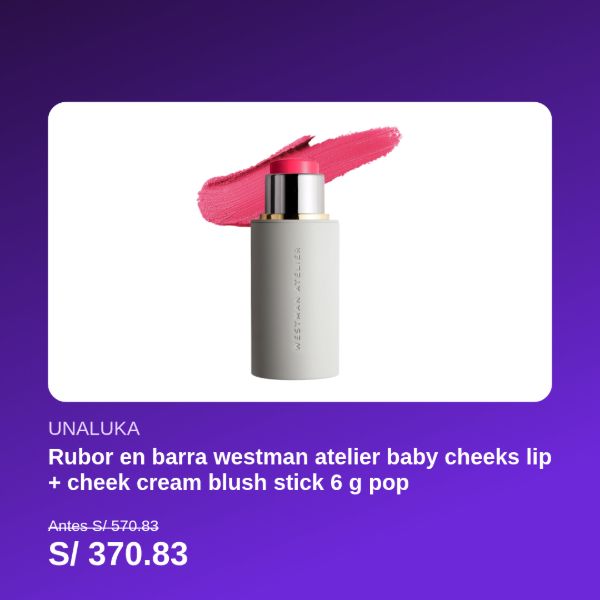 WESTMAN ATELIER
UNALUKA
Rubor en barra westman atelier baby cheeks lip
+ cheek cream blush stick 6 g pop
Antes S/ 570.83
S/ 370.83